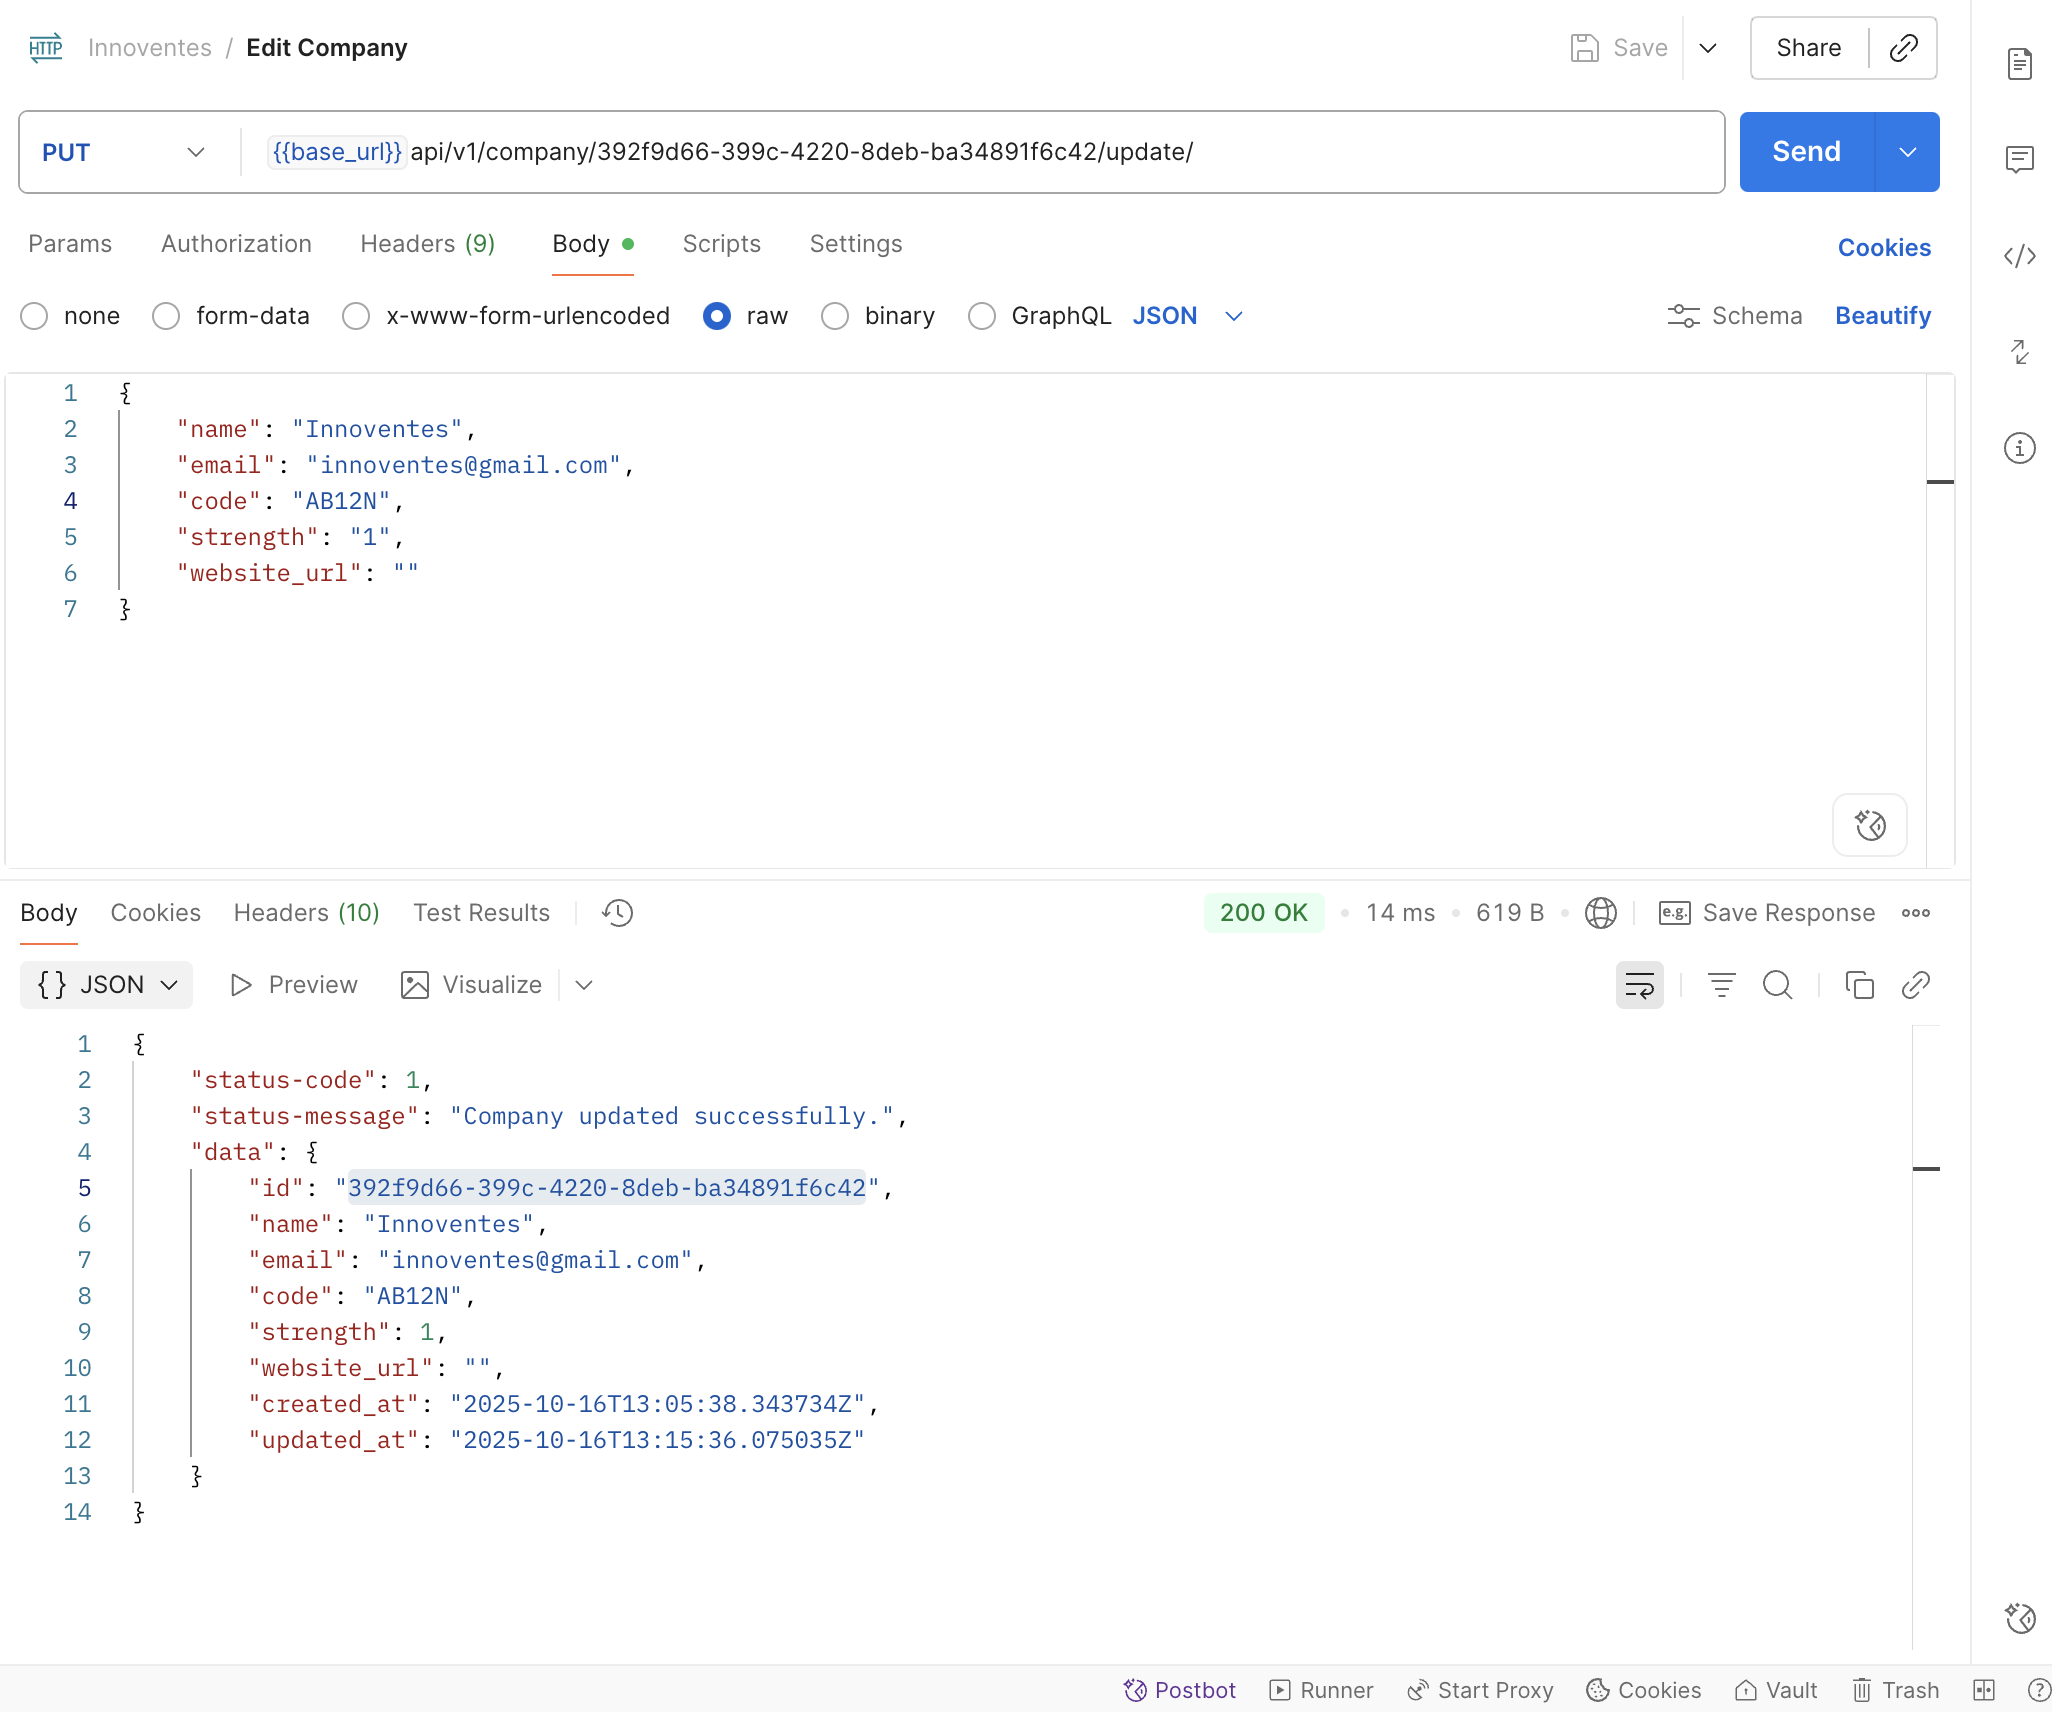 HTTP Innoventes / Edit Company Save Share
PUT {{base_url}} api/v1/company/392f9d66-399c-4220-8deb-ba34891f6c42/update/ Send
Params Authorization Headers (9) Body Scripts Settings Cookies
none form-data x-www-form-urlencoded raw binary GraphQL JSON Schema Beautify
1 {
2 "name": "Innoventes",
3 "email": "innoventes@gmail.com",
4 "code": "AB12N",
5 "strength": "1",
6 "website_url": ""
7 }
Body Cookies Headers (10) Test Results 200 OK • 14 ms • 619 B • e.g. Save Response
{} JSON Preview Visualize
1 {
2 "status-code": 1,
3 "status-message": "Company updated successfully.",
4 "data": {
5 "id": "392f9d66-399c-4220-8deb-ba34891f6c42",
6 "name": "Innoventes",
7 "email": "innoventes@gmail.com",
8 "code": "AB12N",
9 "strength": 1,
10 "website_url": "",
11 "created_at": "2025-10-16T13:05:38.343734Z",
12 "updated_at": "2025-10-16T13:15:36.075035Z"
13 }
14 }
Postbot Runner Start Proxy Cookies Vault Trash